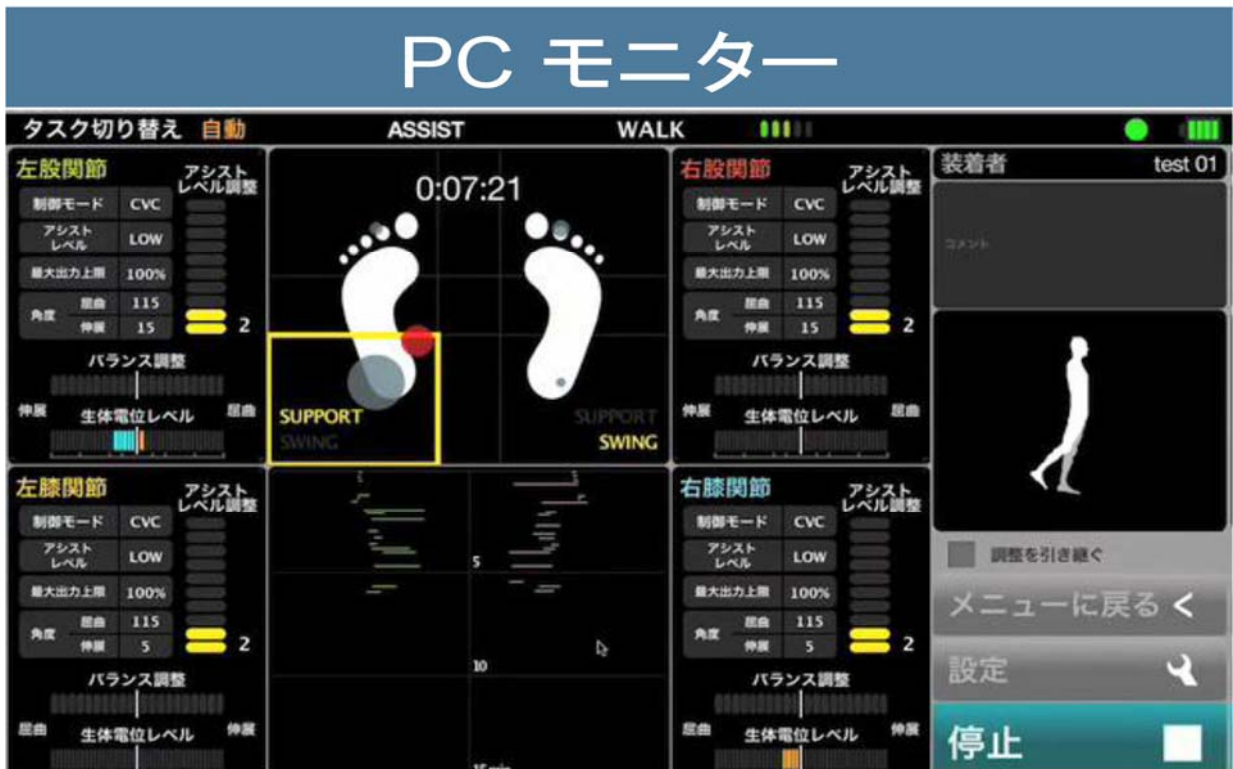 PC モニター
タスク切り替え 自動 ASSIST WALK
左股関節
アシスト
レベル調整
制御モード CVC
アシスト
レベル LOW
最大出力上限 100%
角度 屈曲 115
伸展 15
2
バランス調整
伸展 生体電位レベル 屈曲
0:07:21
SUPPORT
SWING
SUPPORT
SWING
右股関節
アシスト
レベル調整
制御モード CVC
アシスト
レベル LOW
最大出力上限 100%
角度 屈曲 115
伸展 15
2
バランス調整
伸展 生体電位レベル 屈曲
装着者 test 01
コメント
左膝関節
アシスト
レベル調整
制御モード CVC
アシスト
レベル LOW
最大出力上限 100%
角度 屈曲 115
伸展 5
2
バランス調整
屈曲 生体電位レベル 伸展
5
10
15 min
右膝関節
アシスト
レベル調整
制御モード CVC
アシスト
レベル LOW
最大出力上限 100%
角度 屈曲 115
伸展 5
2
バランス調整
屈曲 生体電位レベル 伸展
調整を引き継ぐ
メニューに戻る <
設定
停止